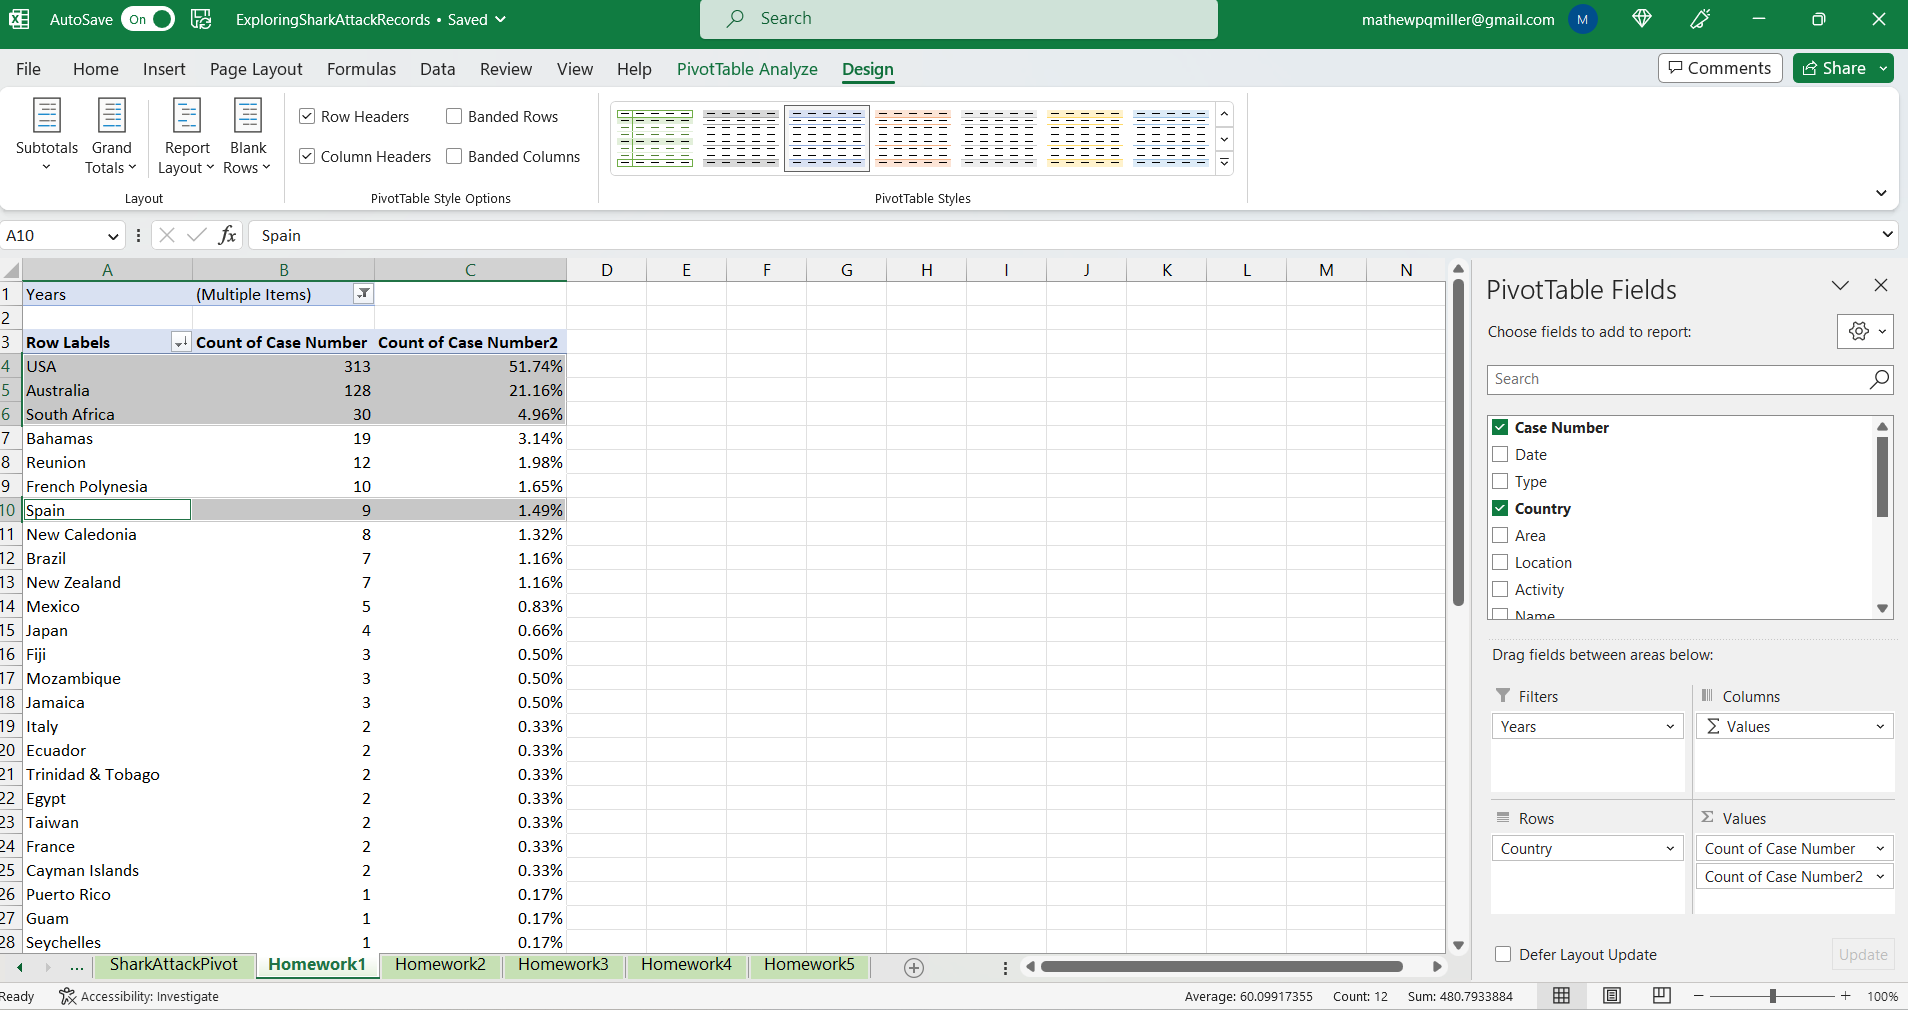 AutoSave On ExploringSharkAttackRecords • Saved Search mathewpqmiller@gmail.com M
File Home Insert Page Layout Formulas Data Review View Help PivotTable Analyze Design Comments Share
Subtotals
Grand Totals
Report Layout
Blank Rows
Layout
Row Headers Banded Rows
Column Headers Banded Columns
PivotTable Style Options
PivotTable Styles
A10 fx Spain
A B C D E F G H I J K L M N
1 Years (Multiple Items)
2
3 Row Labels Count of Case Number Count of Case Number2
4 USA 313 51.74%
5 Australia 128 21.16%
6 South Africa 30 4.96%
7 Bahamas 19 3.14%
8 Reunion 12 1.98%
9 French Polynesia 10 1.65%
10 Spain 9 1.49%
11 New Caledonia 8 1.32%
12 Brazil 7 1.16%
13 New Zealand 7 1.16%
14 Mexico 5 0.83%
15 Japan 4 0.66%
16 Fiji 3 0.50%
17 Mozambique 3 0.50%
18 Jamaica 3 0.50%
19 Italy 2 0.33%
20 Ecuador 2 0.33%
21 Trinidad & Tobago 2 0.33%
22 Egypt 2 0.33%
23 Taiwan 2 0.33%
24 France 2 0.33%
25 Cayman Islands 2 0.33%
26 Puerto Rico 1 0.17%
27 Guam 1 0.17%
28 Seychelles 1 0.17%
PivotTable Fields
Choose fields to add to report:
Search
Case Number
Date
Type
Country
Area
Location
Activity
Name
Drag fields between areas below:
Filters Columns
Years Σ Values
Rows Σ Values
Country Count of Case Number
Count of Case Number2
Defer Layout Update Update
... SharkAttackPivot Homework1 Homework2 Homework3 Homework4 Homework5
Ready Accessibility: Investigate Average: 60.09917355 Count: 12 Sum: 480.7933884 100%